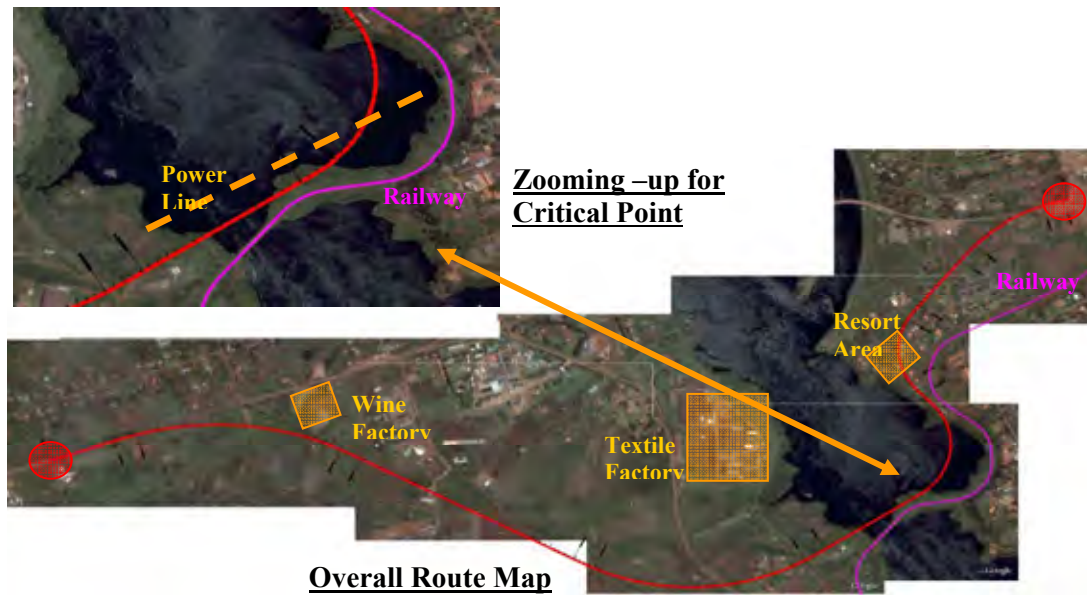 Power
Line
Railway
Zooming –up for
Critical Point
Railway
Resort
Area
Wine
Factory
Textile
Factory
Overall Route Map